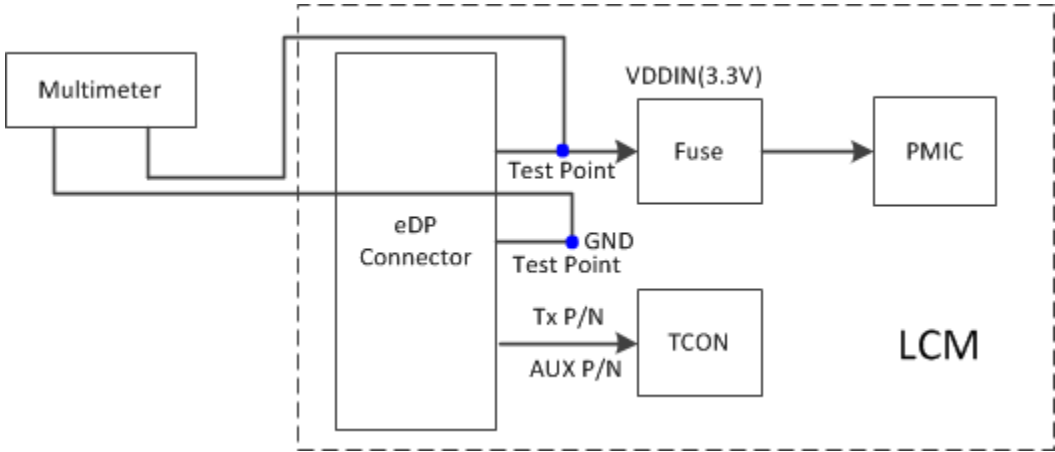 Multimeter
VDDIN(3.3V)
Fuse
PMIC
Test Point
eDP
Connector
GND
Test Point
Tx P/N
AUX P/N
TCON
LCM